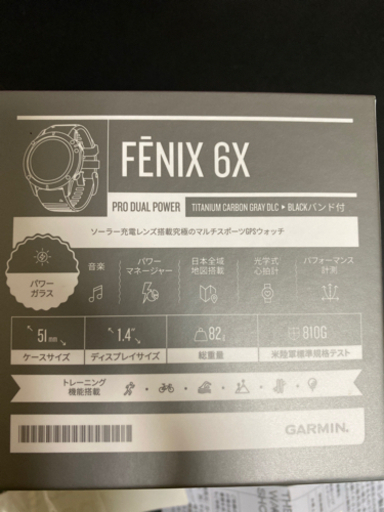 FĒNIX 6X
PRO DUAL POWER
TITANIUM CARBON GRAY DLC ▸ BLACKバンド付
ソーラー充電レンズ搭載究極のマルチスポーツGPSウォッチ
パワー
ガラス
音楽
パワー
マネージャー
日本全域
地図搭載
光学式
心拍計
パフォーマンス
計測
51mm
ケースサイズ
1.4"
ディスプレイサイズ
82g
総重量
810G
米陸軍標準規格テスト
トレーニング
機能搭載
GARMIN.